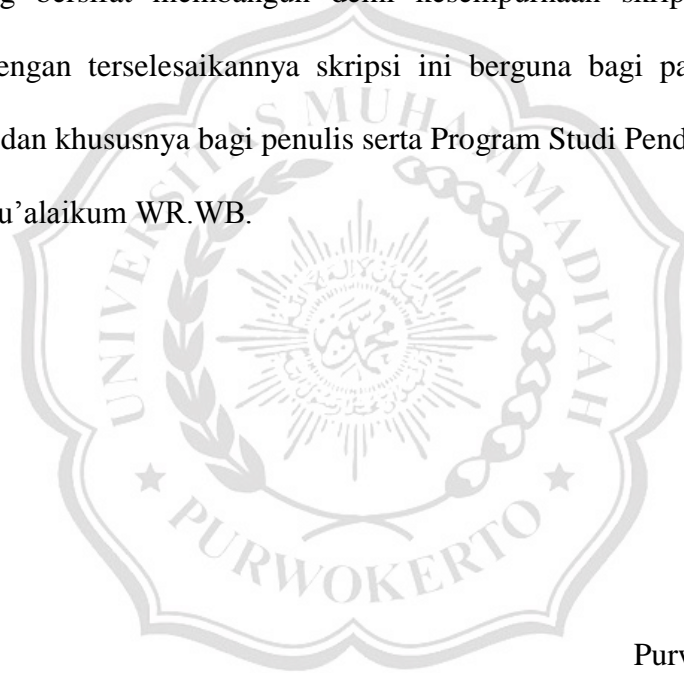 g bersifat membangun demi kesempurnaan skrip
engan terselesaikannya skripsi ini berguna bagi pa
dan khususnya bagi penulis serta Program Studi Pend
u’alaikum WR.WB.
UNIVERSITAS MUHAMMADIYAH
PURWOKERTO
Purw